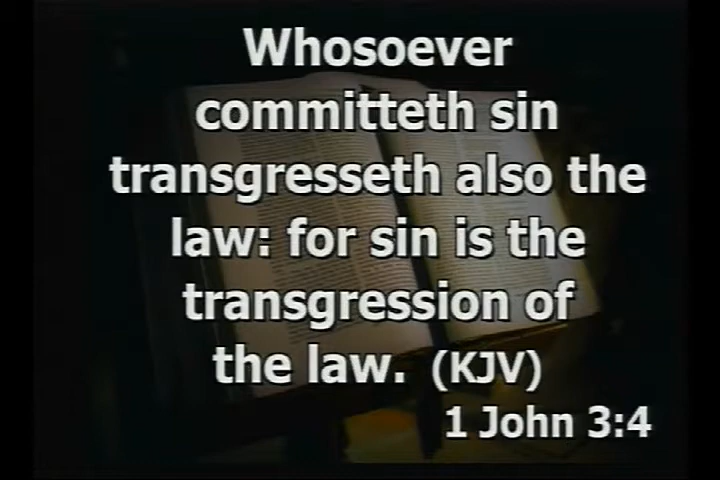 Whosoever
committeth sin
transgresseth also the
law: for sin is the
transgression of
the law. (KJV)
1 John 3:4